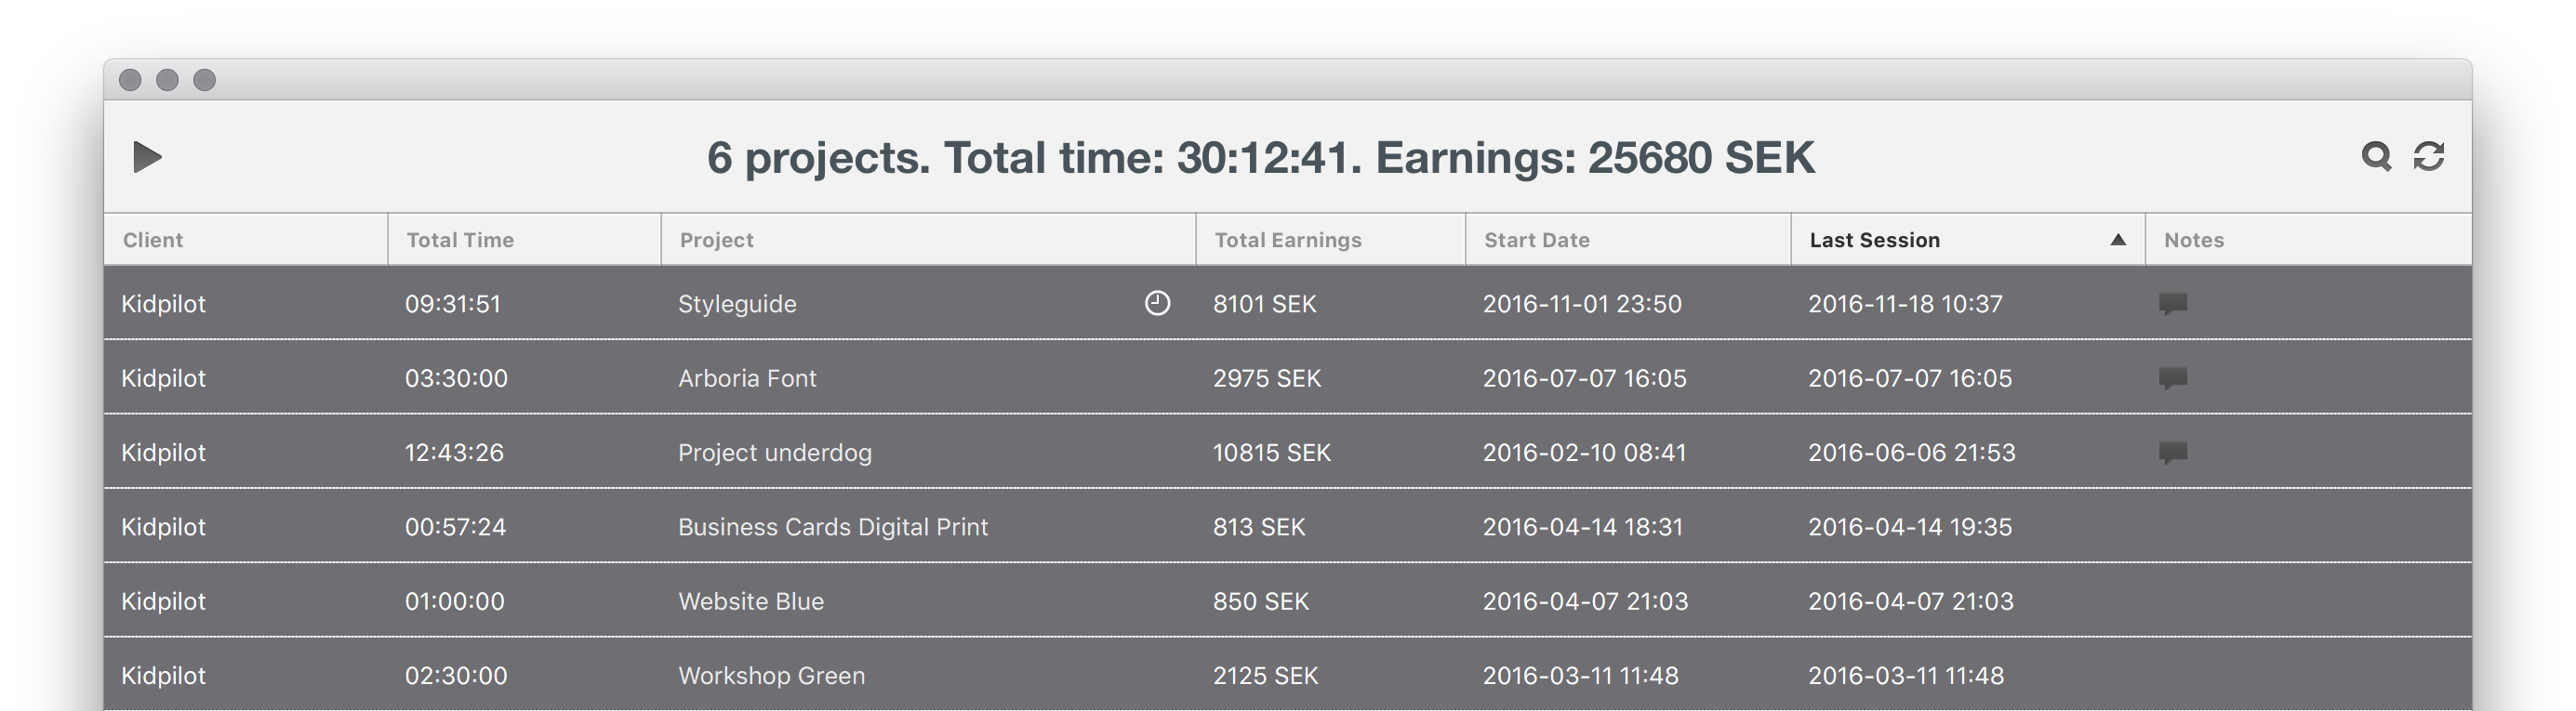 6 projects. Total time: 30:12:41. Earnings: 25680 SEK
Client Total Time Project Total Earnings Start Date Last Session Notes
Kidpilot 09:31:51 Styleguide 8101 SEK 2016-11-01 23:50 2016-11-18 10:37
Kidpilot 03:30:00 Arboria Font 2975 SEK 2016-07-07 16:05 2016-07-07 16:05
Kidpilot 12:43:26 Project underdog 10815 SEK 2016-02-10 08:41 2016-06-06 21:53
Kidpilot 00:57:24 Business Cards Digital Print 813 SEK 2016-04-14 18:31 2016-04-14 19:35
Kidpilot 01:00:00 Website Blue 850 SEK 2016-04-07 21:03 2016-04-07 21:03
Kidpilot 02:30:00 Workshop Green 2125 SEK 2016-03-11 11:48 2016-03-11 11:48